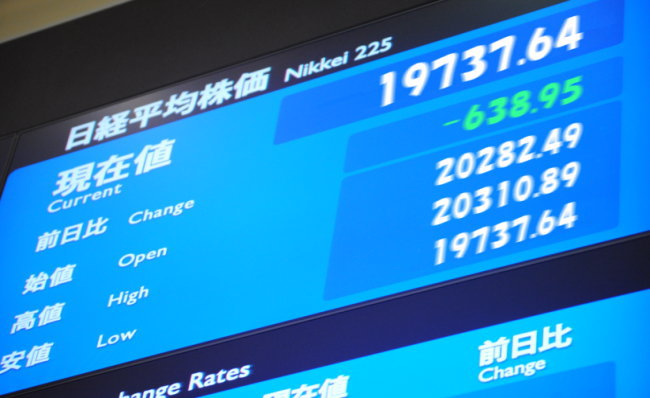 日経平均株価 Nikkei 225
現在値 19737.64
Current
前日比 Change -638.95
始値 Open 20282.49
高値 High 20310.89
安値 Low 19737.64
hange Rates
現在値 前日比
Change